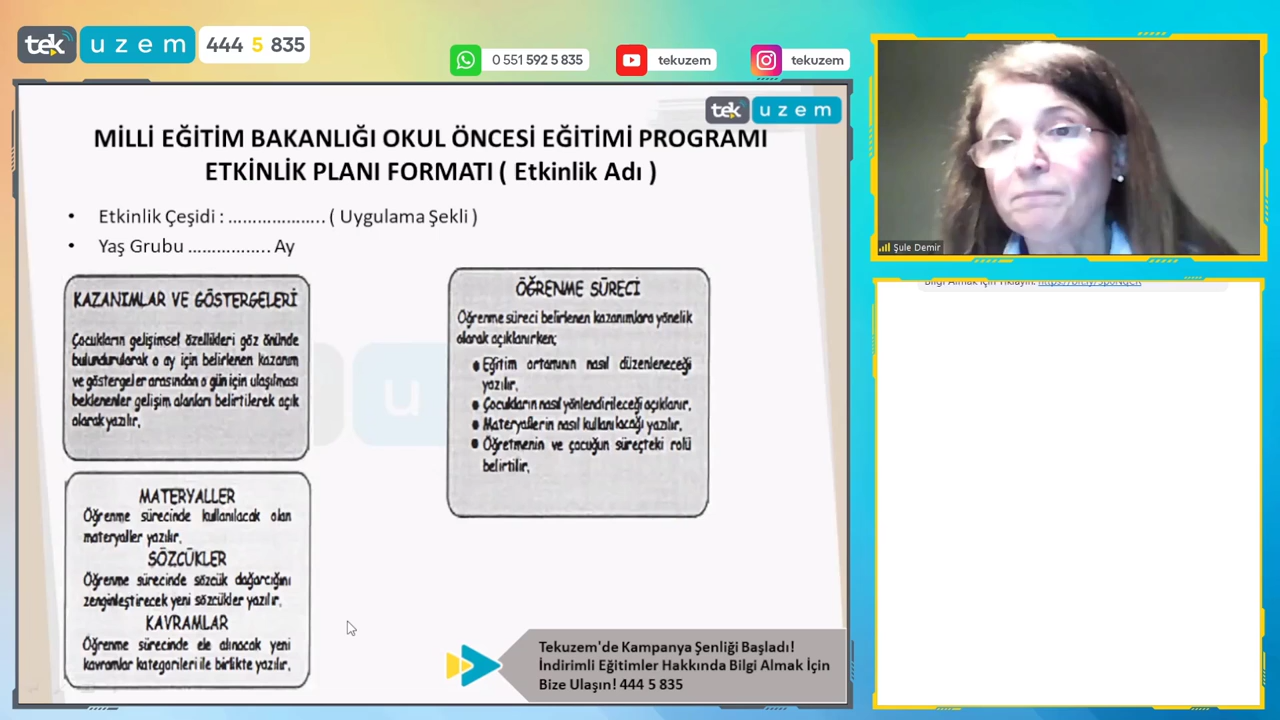 tek uzem 444 5 835
0 551 592 5 835
tekuzem
tekuzem
tek uzem
MİLLİ EĞİTİM BAKANLIĞI OKUL ÖNCESİ EĞİTİMİ PROGRAMI
ETKİNLİK PLANI FORMATI ( Etkinlik Adı )
• Etkinlik Çeşidi : ………………. ( Uygulama Şekli )
• Yaş Grubu ……………. Ay
KAZANIMLAR VE GÖSTERGELERİ
Çocukların gelişimsel özellikleri göz önünde
bulundurularak o ay için belirlenen kazanım
ve göstergeler arasından o gün için ulaşılması
beklenenler gelişim alanları belirtilerek açık
olarak yazılır.
MATERYALLER
Öğrenme sürecinde kullanılacak olan
materyaller yazılır.
SÖZCÜKLER
Öğrenme sürecinde sözcük dağarcığını
zenginleştirecek yeni sözcükler yazılır.
KAVRAMLAR
Öğrenme sürecinde ele alınacak yeni
kavramlar kategorileri ile birlikte yazılır.
ÖĞRENME SÜRECİ
Öğrenme süreci belirlenen kazanımlara yönelik
olarak açıklanırken;
• Eğitim ortamının nasıl düzenleneceği
yazılır.
• Çocukların nasıl yönlendirileceği açıklanır.
• Materyallerin nasıl kullanılacağı yazılır.
• Öğretmenin ve çocuğun süreçteki rolü
belirtilir.
u
Tekuzem'de Kampanya Şenliği Başladı!
İndirimli Eğitimler Hakkında Bilgi Almak İçin
Bize Ulaşın! 444 5 835
Şule Demir
Bilgi Almak İçin Tıklayın: